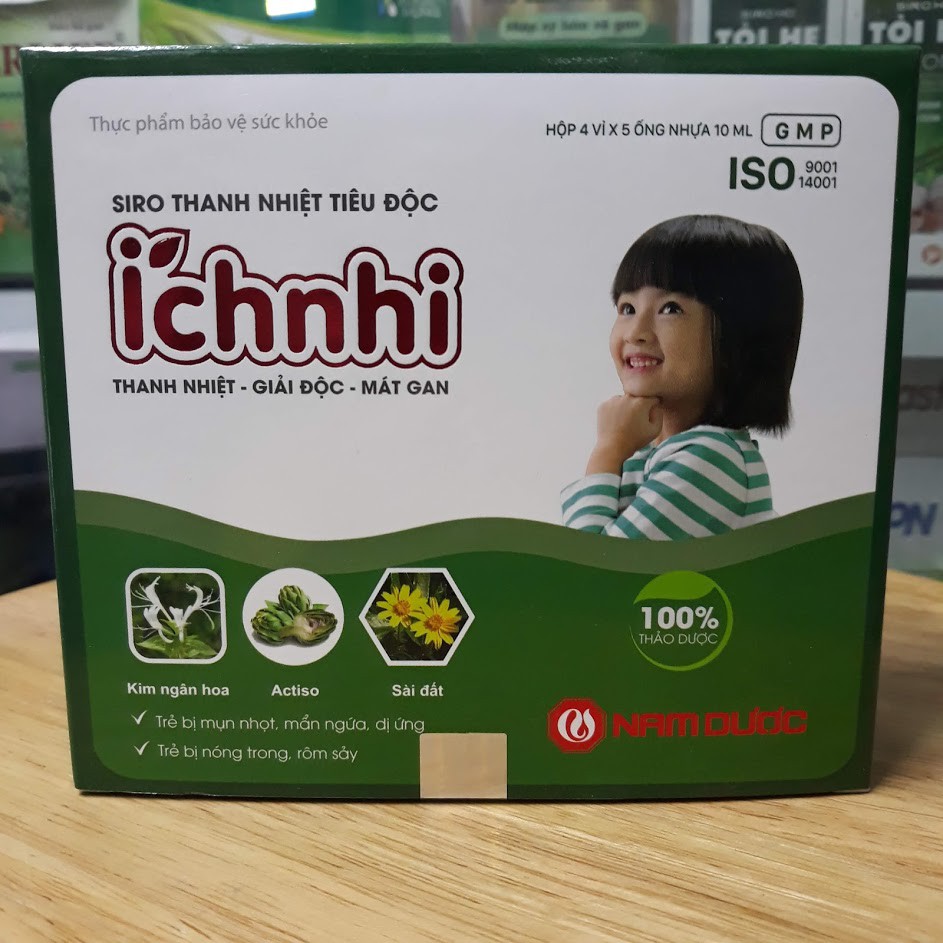 Thực phẩm bảo vệ sức khỏe
HỘP 4 VỈ X 5 ỐNG NHỰA 10 ML GMP
ISO 9001
14001
SIRO THANH NHIỆT TIÊU ĐỘC
ichnhi
THANH NHIỆT - GIẢI ĐỘC - MÁT GAN
Kim ngân hoa
Actiso
Sài đất
100%
THẢO DƯỢC
Trẻ bị mụn nhọt, mẩn ngứa, dị ứng
Trẻ bị nóng trong, rôm sảy
NAM DƯỢC